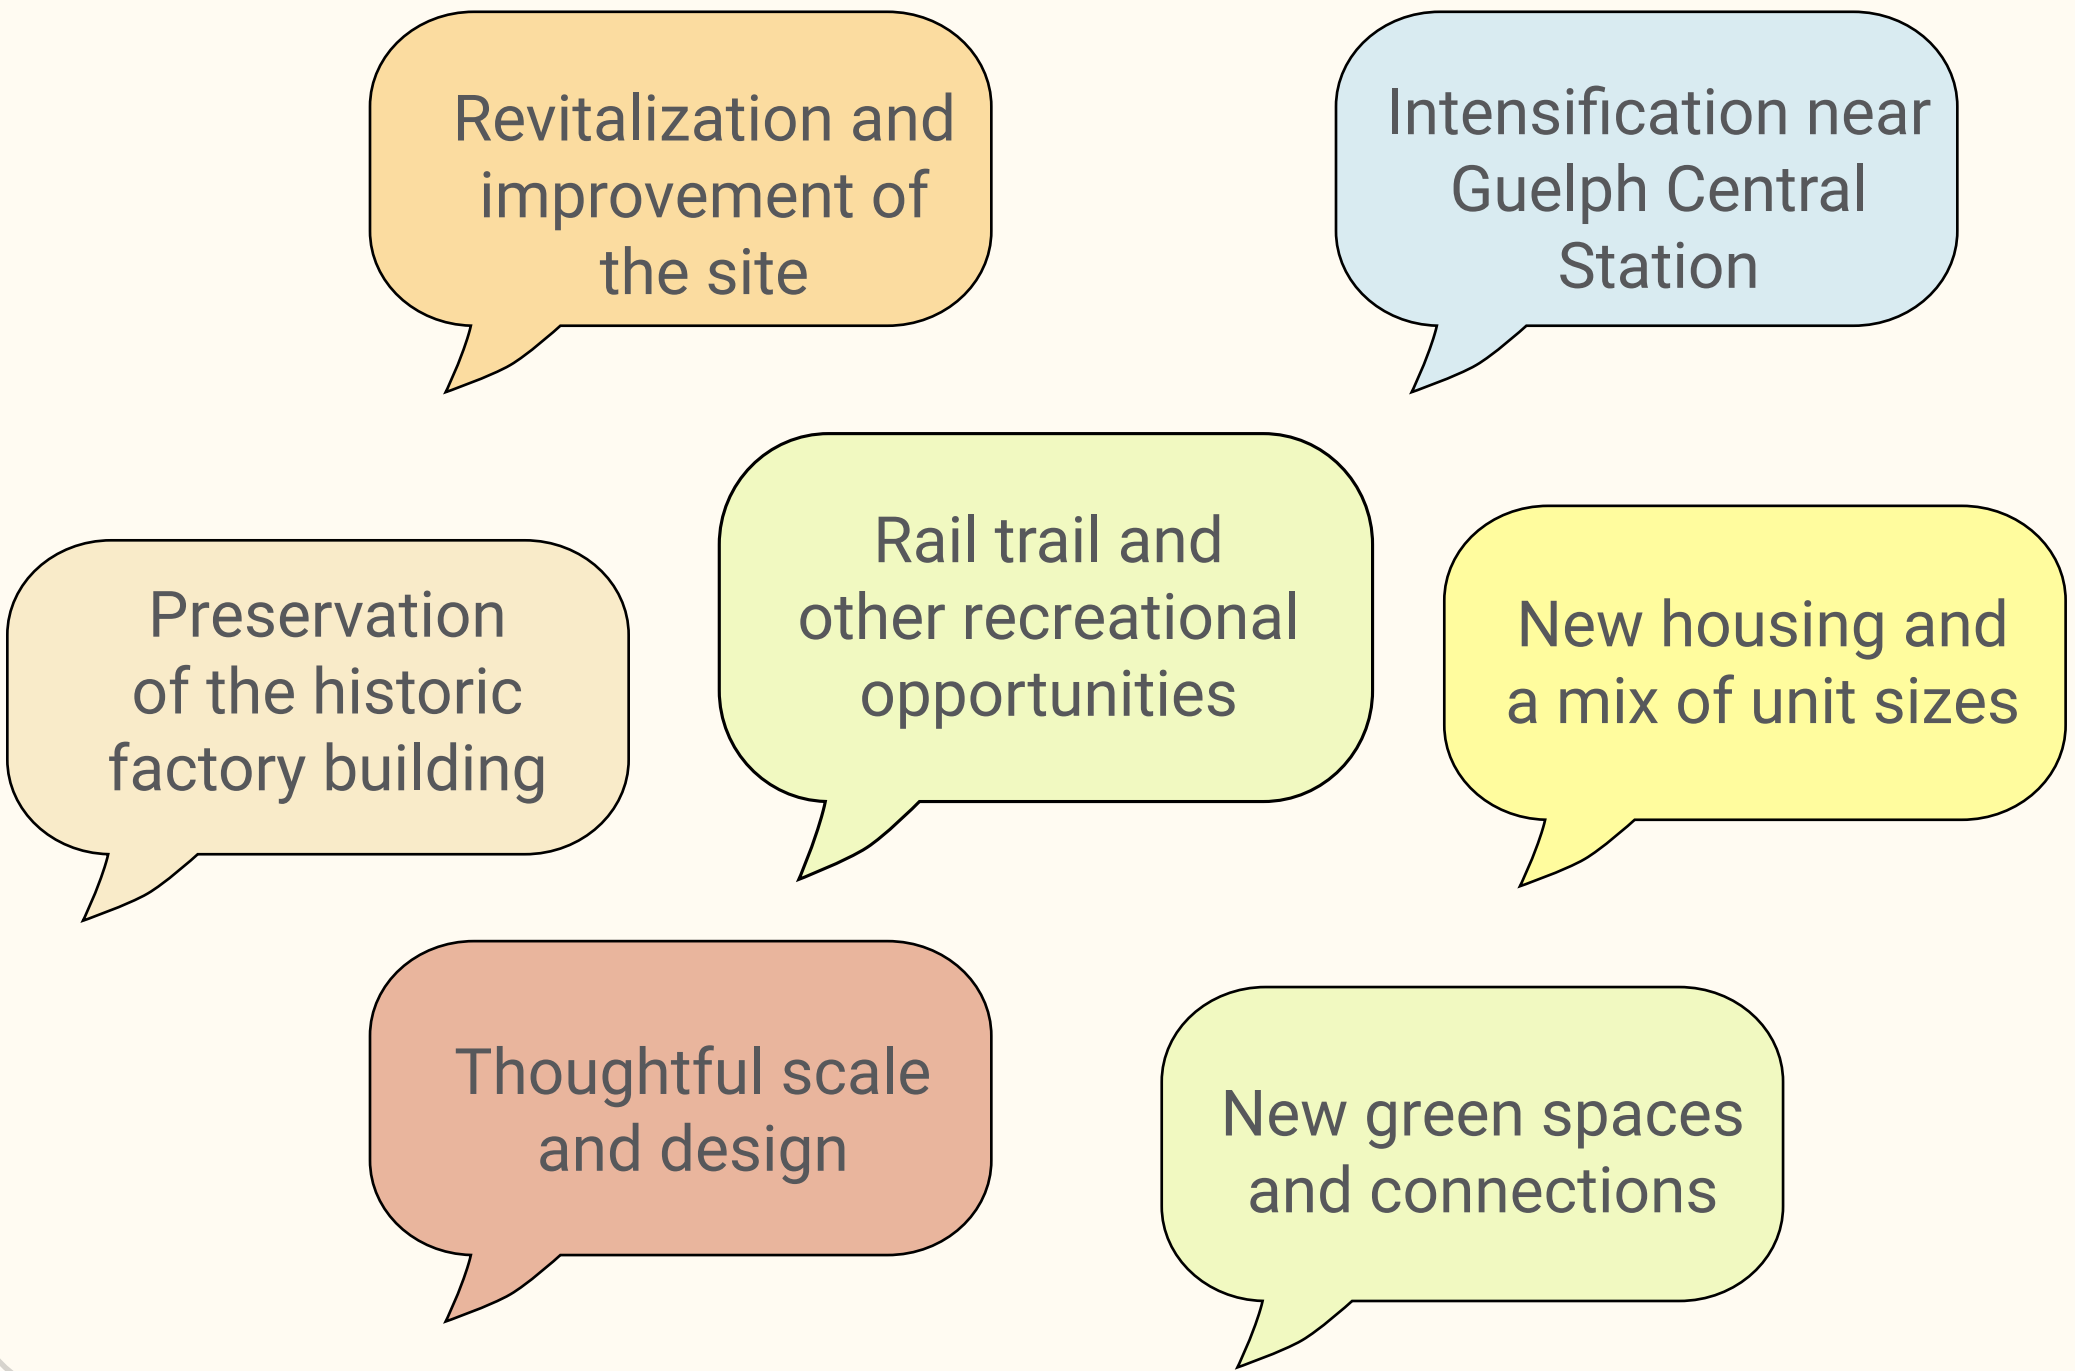 Revitalization and
improvement of
the site
Intensification near
Guelph Central
Station
Preservation
of the historic
factory building
Rail trail and
other recreational
opportunities
New housing and
a mix of unit sizes
Thoughtful scale
and design
New green spaces
and connections